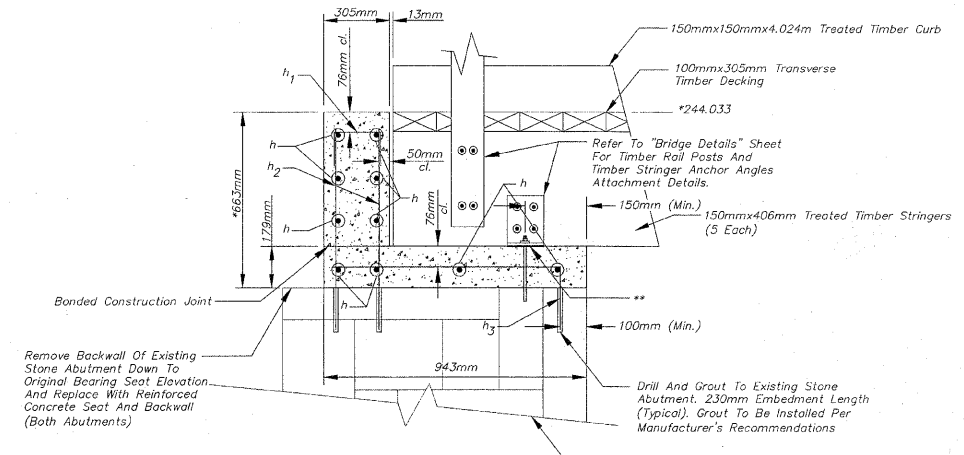 305mm
13mm
150mmx150mmx4.024m Treated Timber Curb
76mm cl.
h1
100mmx305mm Transverse
Timber Decking
*244.033
h
50mm
cl.
Refer To "Bridge Details" Sheet
For Timber Rail Posts And
Timber Stringer Anchor Angles
Attachment Details.
h2
h
h
*663mm
76mm
cl.
150mm (Min.)
179mm
h
150mmx406mm Treated Timber Stringers
(5 Each)
Bonded Construction Joint
h
**
h3
100mm (Min.)
Remove Backwall Of Existing
Stone Abutment Down To
Original Bearing Seat Elevation
And Replace With Reinforced
Concrete Seat And Backwall
(Both Abutments)
943mm
Drill And Grout To Existing Stone
Abutment. 230mm Embedment Length
(Typical). Grout To Be Installed Per
Manufacturer's Recommendations